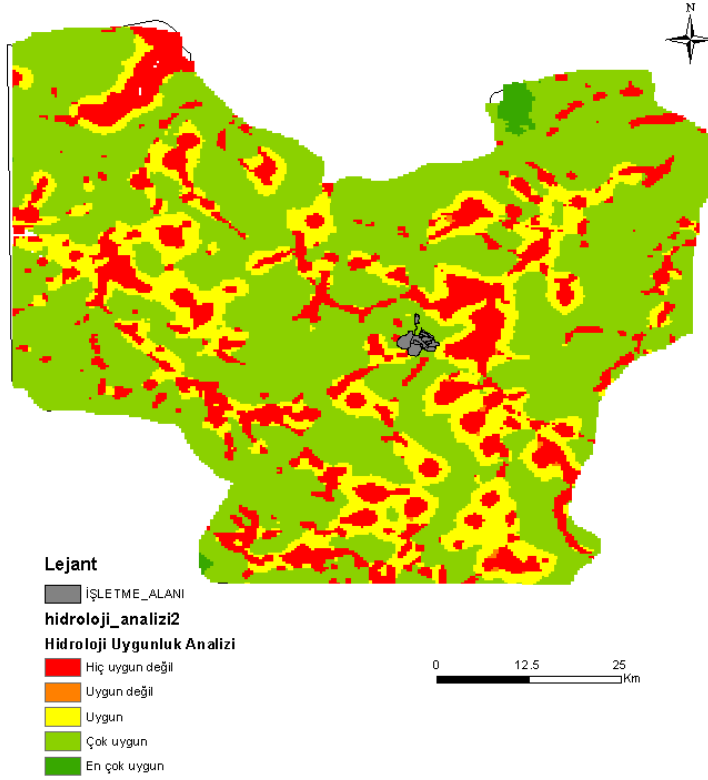 N
Lejant
İŞLETME_ALANI
hidroloji_analizi2
Hidroloji Uygunluk Analizi
Hiç uygun değil
Uygun değil
Uygun
Çok uygun
En çok uygun
0 12.5 25
Km